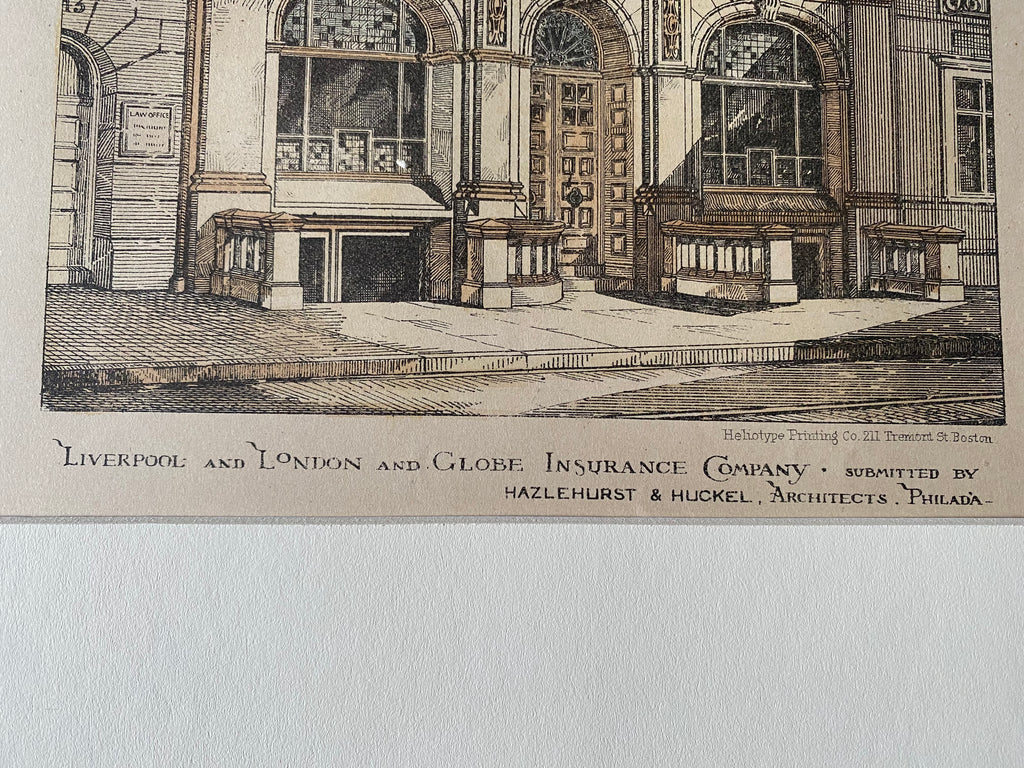 LAW OFFICE
Heliotype Printing Co. 211 Tremont St Boston
LIVERPOOL AND LONDON AND GLOBE INSURANCE COMPANY · SUBMITTED BY
HAZLEHURST & HUCKEL, ARCHITECTS. PHILADA-